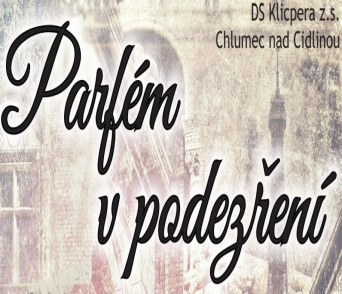 DS Klicpera z.s.
Chlumec nad Cidlinou
Parfém
v podezření